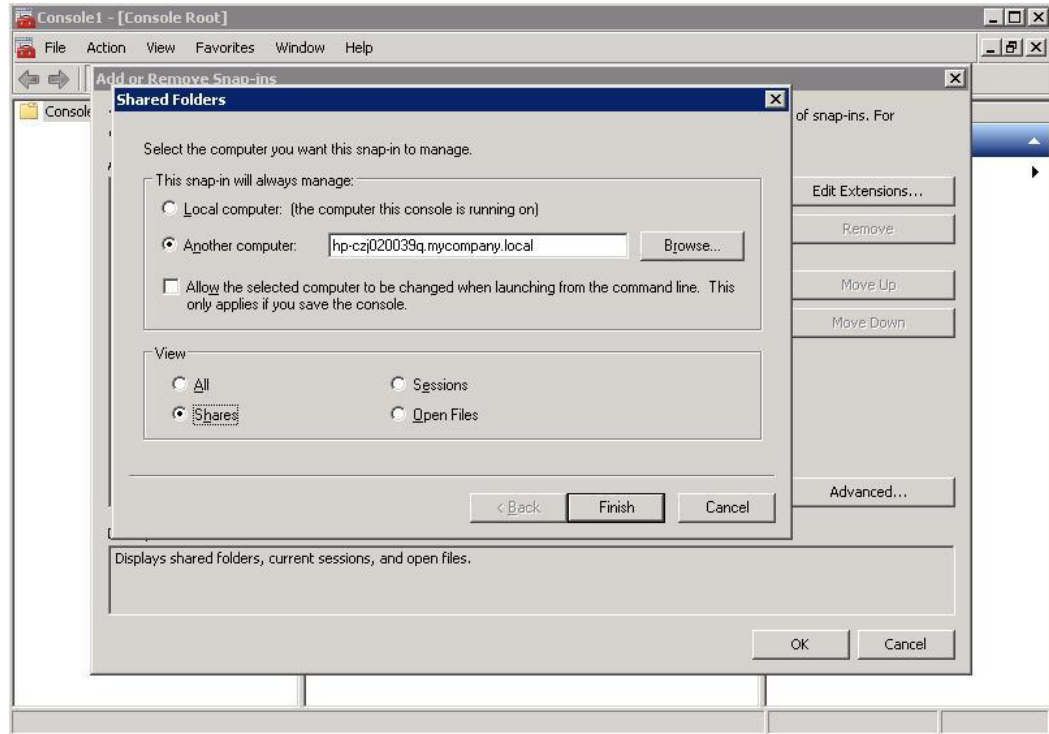 Console1 - [Console Root]
File Action View Favorites Window Help
Add or Remove Snap-ins
Console
Shared Folders
of snap-ins. For
Select the computer you want this snap-in to manage.
This snap-in will always manage:
Local computer: (the computer this console is running on)
Another computer: hp-czj020039q.mycompany.local Browse...
Allow the selected computer to be changed when launching from the command line. This
only applies if you save the console.
View
All Sessions
Shares Open Files
< Back Finish Cancel
Edit Extensions...
Remove
Move Up
Move Down
Advanced...
Displays shared folders, current sessions, and open files.
OK Cancel